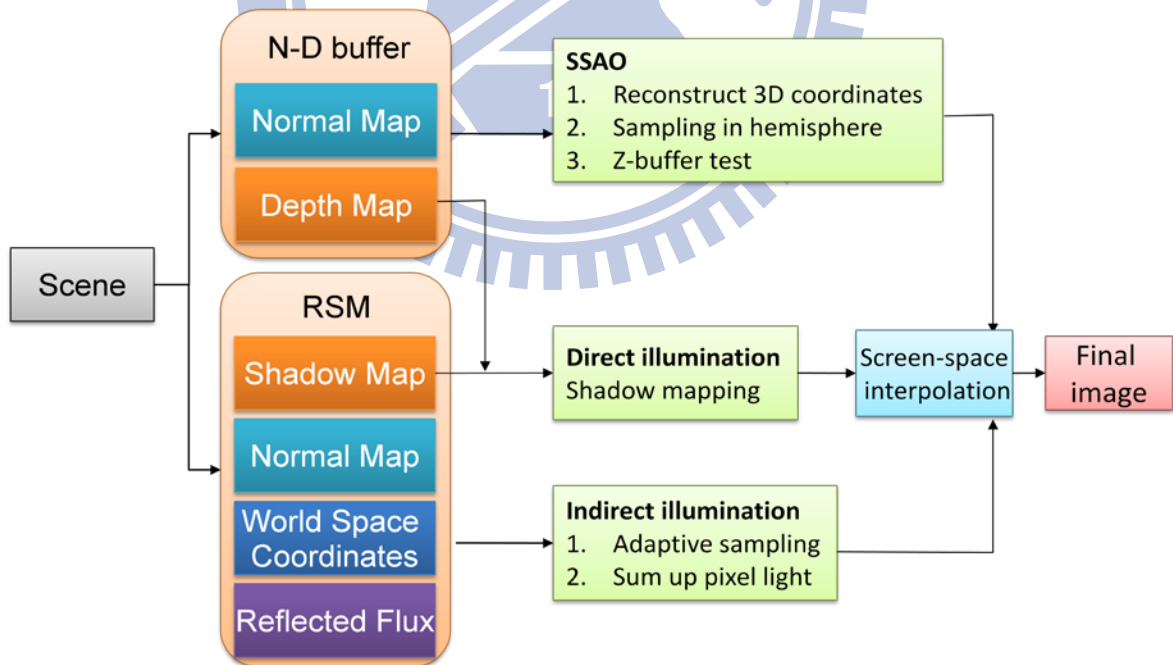 Scene
N-D buffer
Normal Map
Depth Map
RSM
Shadow Map
Normal Map
World Space
Coordinates
Reflected Flux
SSAO
1. Reconstruct 3D coordinates
2. Sampling in hemisphere
3. Z-buffer test
Direct illumination
Shadow mapping
Indirect illumination
1. Adaptive sampling
2. Sum up pixel light
Screen-space
interpolation
Final
image